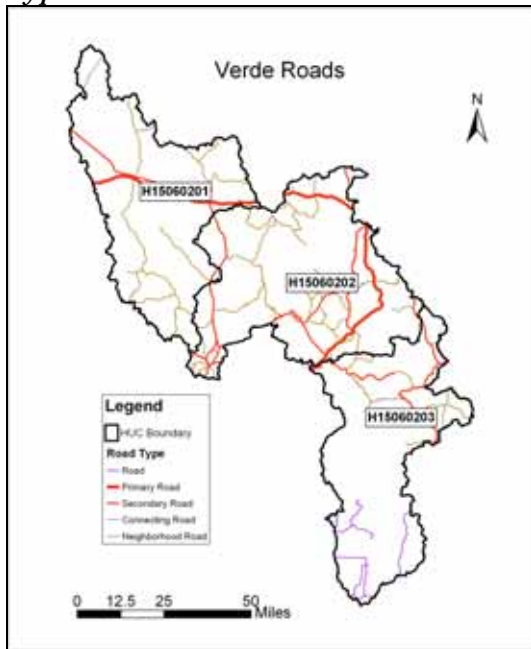 Verde Roads
N
H15060201
H15060202
H15060203
Legend
HUC Boundary
Road Type
Road
Primary Road
Secondary Road
Connecting Road
Neighborhood Road
0 12.5 25 50
Miles